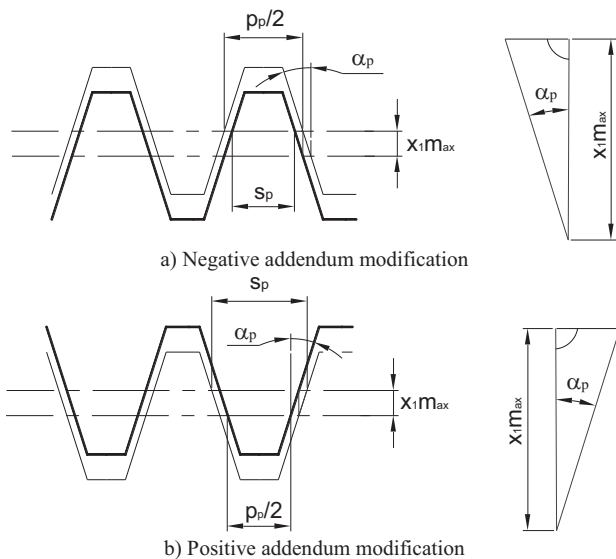 pₚ/2
αₚ
αₚ
x₁mₐₓ
x₁mₐₓ
sₚ
a) Negative addendum modification
sₚ
αₚ
αₚ
x₁mₐₓ
x₁mₐₓ
pₚ/2
b) Positive addendum modification